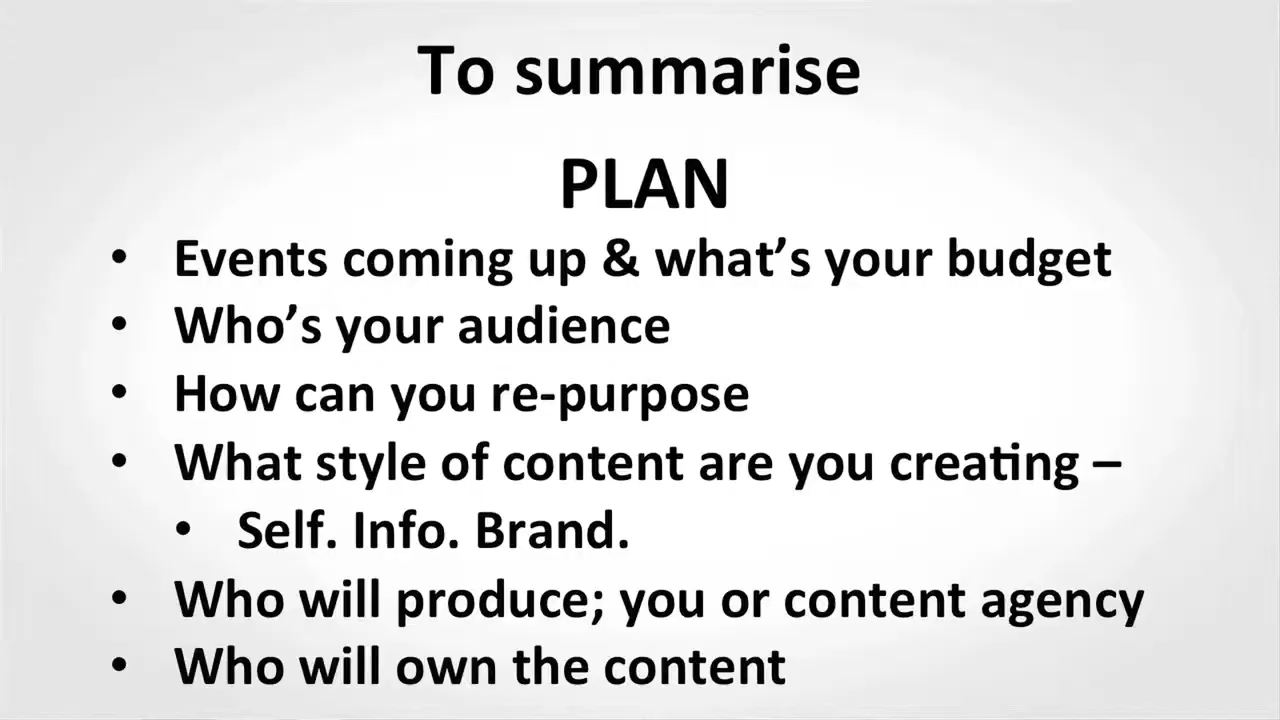 To summarise
PLAN
• Events coming up & what’s your budget
• Who’s your audience
• How can you re-purpose
• What style of content are you creating –
• Self. Info. Brand.
• Who will produce; you or content agency
• Who will own the content